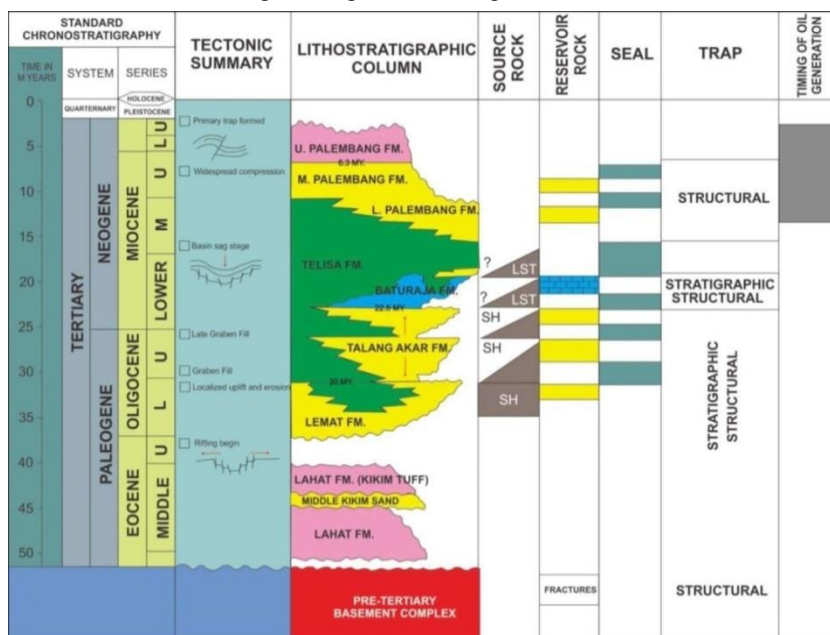 STANDARD
CHRONOSTRATIGRAPHY
TIME IN
M YEARS
SYSTEM
SERIES
TECTONIC
SUMMARY
LITHOSTRATIGRAPHIC
COLUMN
SOURCE
ROCK
RESERVOIR
ROCK
SEAL
TRAP
TIMING OF OIL
GENERATION
0
5
10
15
20
25
30
35
40
45
50
QUARTERNARY
HOLOCENE
PLEISTOCENE
TERTIARY
NEOGENE
PALEOGENE
MIOCENE
OLIGOCENE
EOCENE
U
L
U
M
LOWER
U
L
U
MIDDLE
Primary trap formed
Widespread compression
Basin sag stage
Late Graben Fill
Graben Fill
Localized uplift and erosion
Rifting begin
U. PALEMBANG FM.
6.3 MY.
M. PALEMBANG FM.
L. PALEMBANG FM.
TELISA FM.
BATURAJA FM.
22.5 MY.
TALANG AKAR FM.
30 MY.
LEMAT FM.
LAHAT FM. (KIKIM TUFF)
MIDDLE KIKIM SAND
LAHAT FM.
PRE-TERTIARY
BASEMENT COMPLEX
?
LST
?
LST
SH
SH
SH
FRACTURES
STRUCTURAL
STRATIGRAPHIC
STRUCTURAL
STRATIGRAPHIC
STRUCTURAL
STRUCTURAL